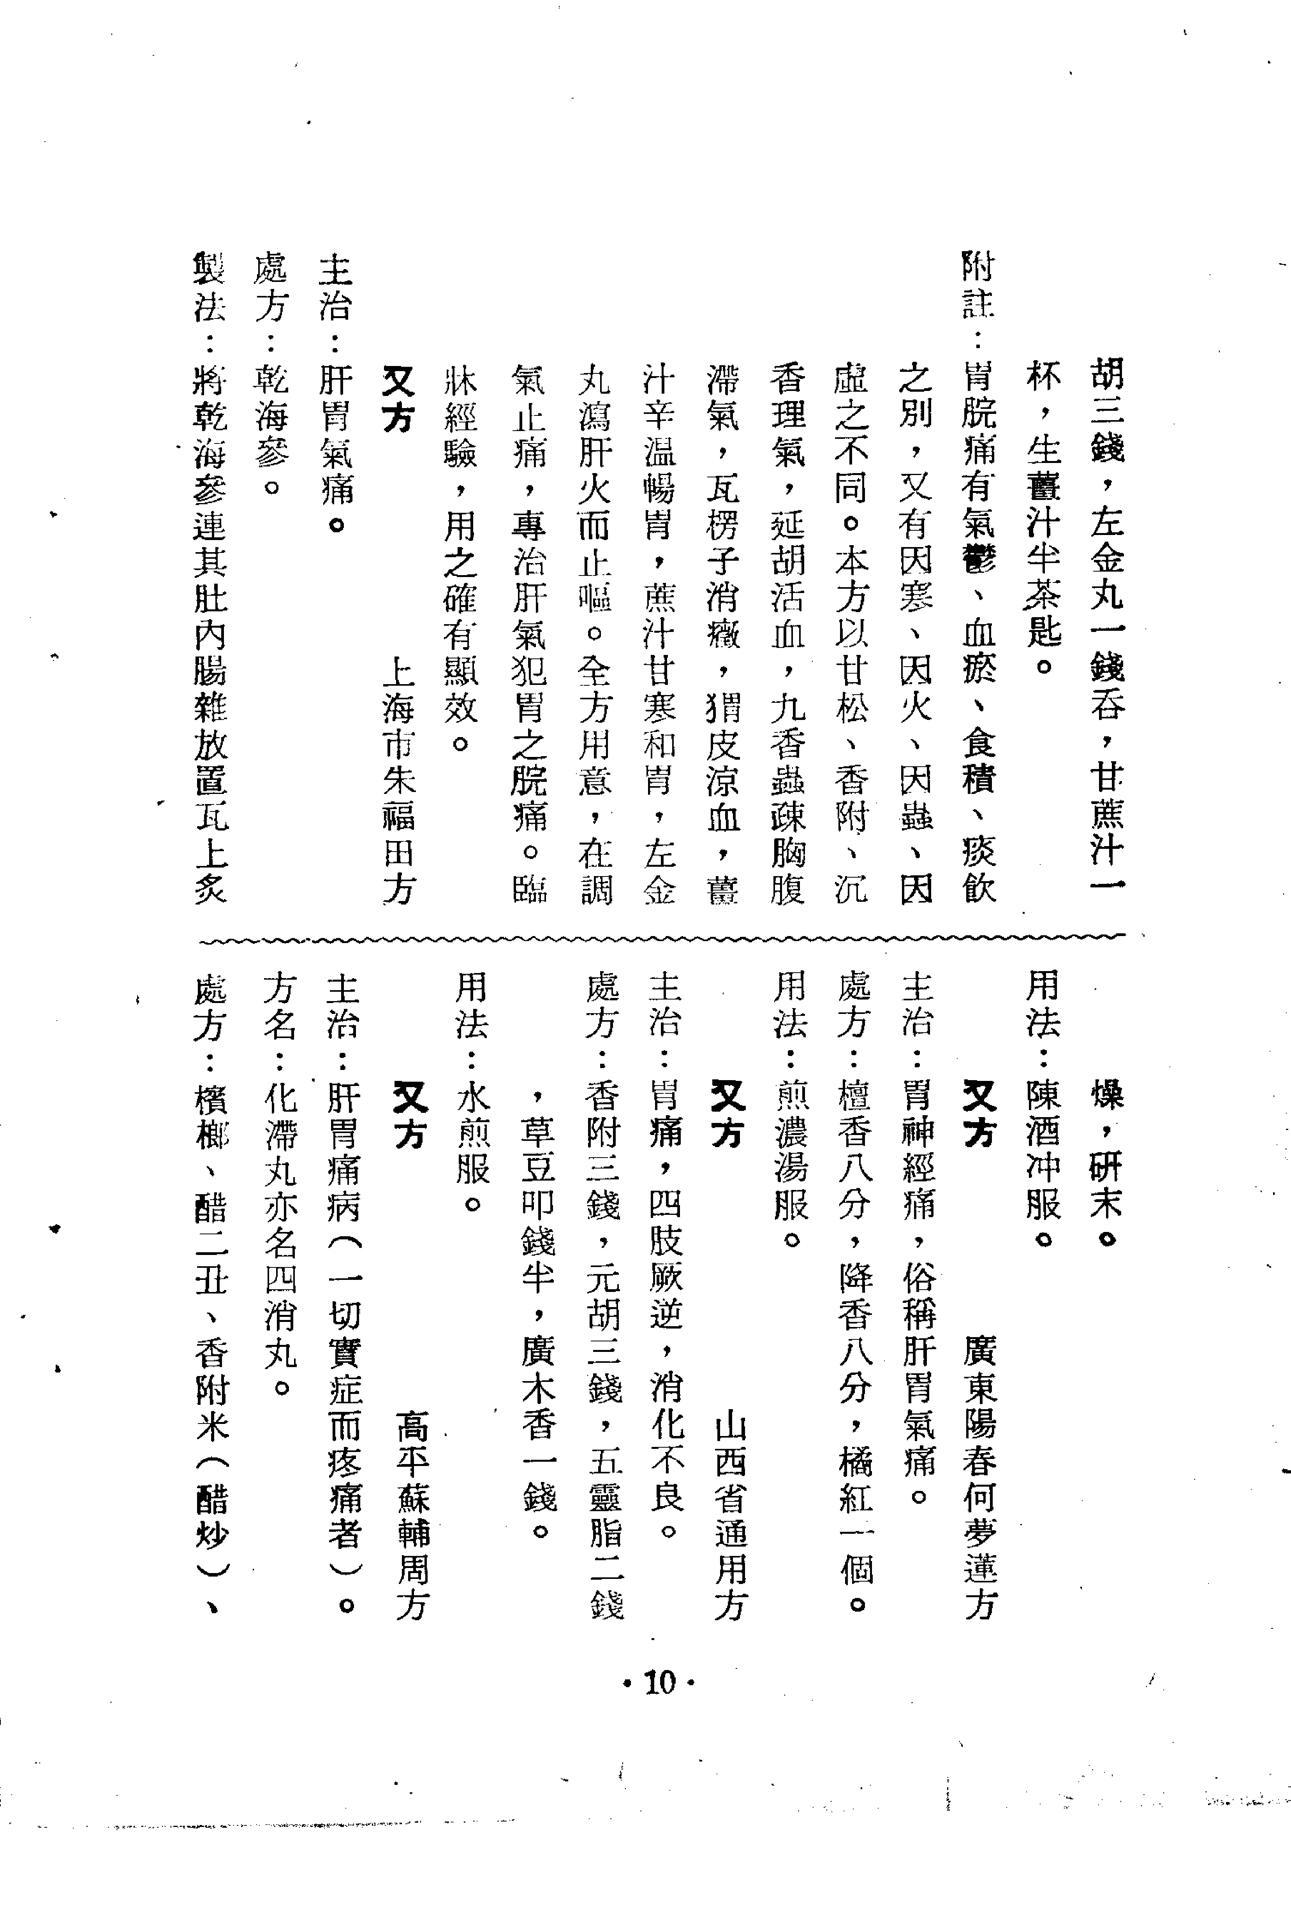 胡三錢，左金丸一錢吞，甘蔗汁一
杯，生薑汁半茶匙。
附註：胃脘痛有氣鬱、血瘀、食積、痰飲
之別，又有因寒、因火、因蟲、因
虛之不同。本方以甘松、香附、沉
香理氣，延胡活血，九香蟲疎胸腹
滯氣，瓦楞子消癥，猬皮涼血，薑
汁辛温暢胃，蔗汁甘寒和胃，左金
丸瀉肝火而止嘔。全方用意，在調
氣止痛，專治肝氣犯胃之脘痛。臨
牀經驗，用之確有顯效。
又方　上海市朱福田方
主治：肝胃氣痛。
處方：乾海參。
製法：將乾海參連其肚內腸雜放置瓦上炙
燥，研末。
用法：陳酒冲服。
又方　廣東陽春何夢蓮方
主治：胃神經痛，俗稱肝胃氣痛。
處方：檀香八分，降香八分，橘紅一個。
用法：煎濃湯服。
又方　山西省通用方
主治：胃痛，四肢厥逆，消化不良。
處方：香附三錢，元胡三錢，五靈脂二錢
，草豆叩錢半，廣木香一錢。
用法：水煎服。
又方　高平蘇輔周方
主治：肝胃痛病（一切實症而疼痛者）。
方名：化滯丸亦名四消丸。
處方：檳榔、醋二丑、香附米（醋炒）、
·10·